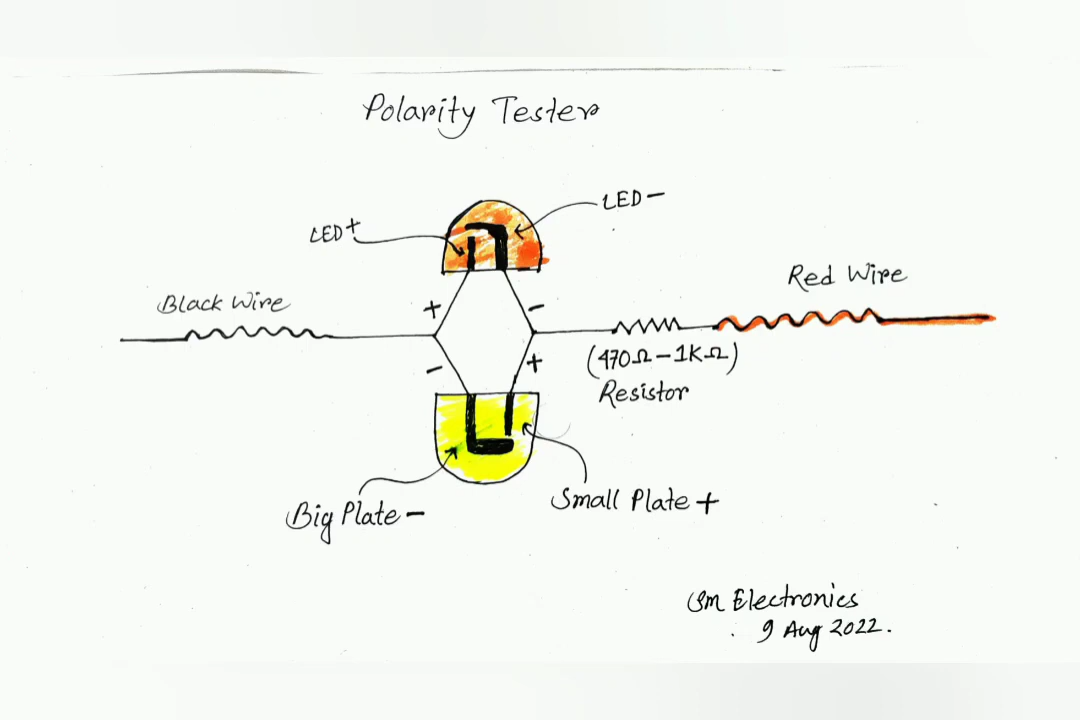 Polarity Tester
LED -
LED +
Red Wire
Black Wire
+
-
(470Ω - 1KΩ)
-
+
Resistor
Small Plate +
Big Plate -
Electronics
9 Aug 2022.